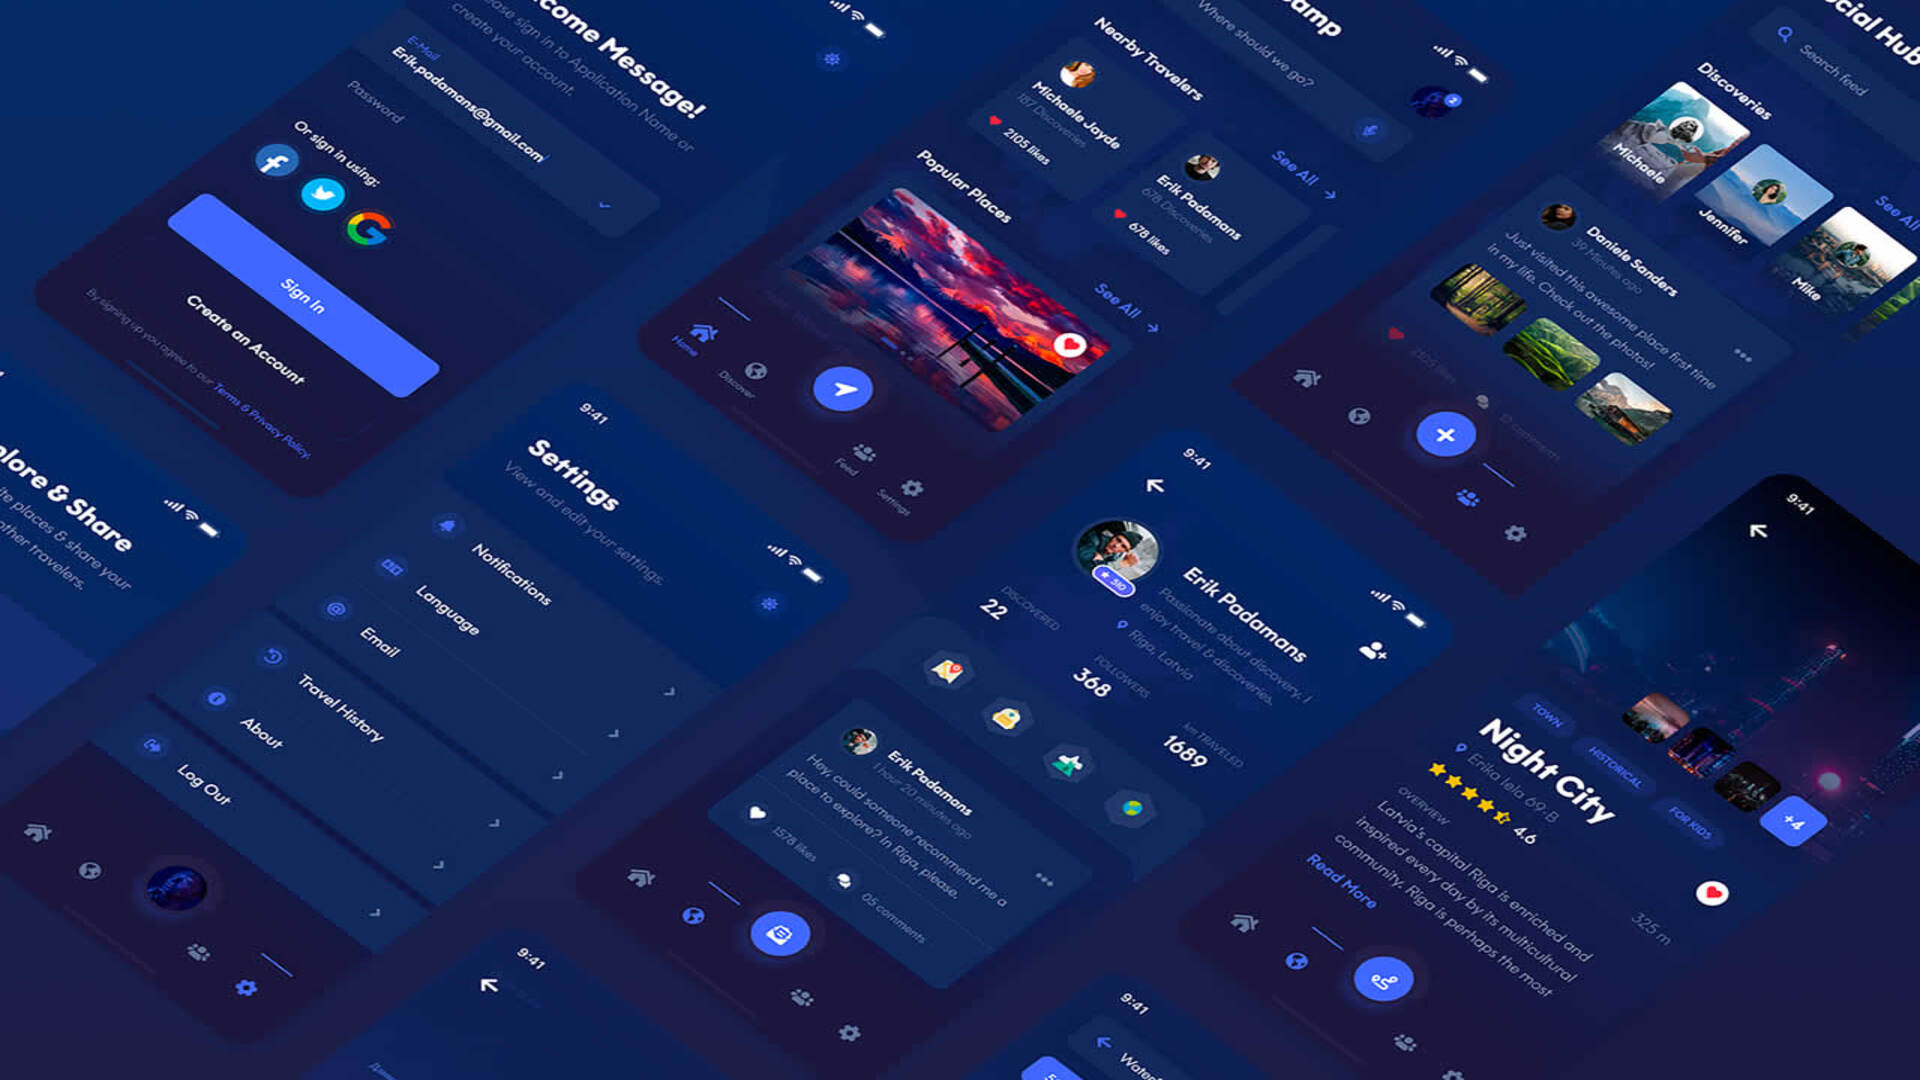 come Message!
ease sign in to Application Name or
create your account.
E-Mail
Erik.padamans@gmail.com
Password
Or sign in using:
Sign In
Create an Account
By signing up you agree to our Terms & Privacy Policy.
amp
Where should we go?
2
Nearby Travelers
Michaele Jayde
187 Discoveries
2105 likes
Erik Padamans
678 Discoveries
678 likes
See All
Popular Places
See All
Home
Discover
Feed
Settings
cial Hub
Search feed
Discoveries
Michaele
Jennifer
Mike
See All
Daniele Sanders
39 Minutes ago
Just visited this awesome place first time
in my life. Check out the photos!
12 comments
plore & Share
ite places & share your
other travelers.
9:41
Settings
View and edit your settings.
Notifications
Language
Email
Travel History
About
Log Out
9:41
510
Erik Padamans
Passinate about discovery. I
enjoy travel & discoveries.
Riga, Latvia
DISCOVERED
22
FOLLOWERS
368
km TRAVELED
1689
Erik Padamans
1 hour 20 minutes ago
Hey, could someone recommend me a
place to explore? In Riga, please.
1578 likes
05 comments
9:41
+4
TOWN
HISTORICAL
FOR KIDS
Night City
Erika Iela 69-B
4.6
OVERVIEW
325 m
Latvia's capital Riga is enriched and
inspired every day by its multicultural
community. Riga is perhaps the most
Read More
9:41
9:41
Water